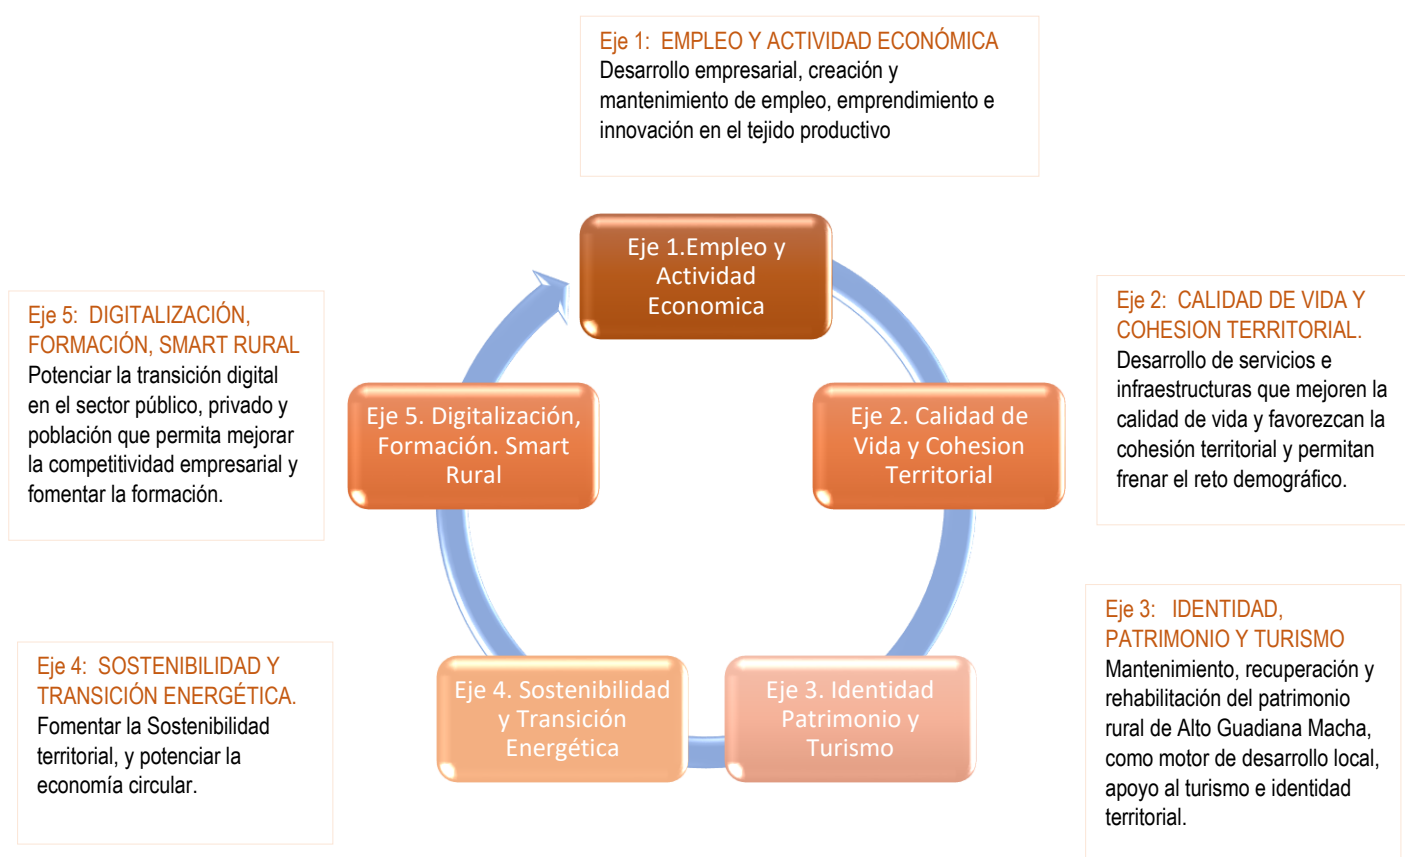 Eje 1:  EMPLEO Y ACTIVIDAD ECONÓMICA
Desarrollo empresarial, creación y
mantenimiento de empleo, emprendimiento e
innovación en el tejido productivo
Eje 1.Empleo y
Actividad
Economica
Eje 2:  CALIDAD DE VIDA Y
COHESION TERRITORIAL.
Desarrollo de servicios e
infraestructuras que mejoren la
calidad de vida y favorezcan la
cohesión territorial y permitan
frenar el reto demográfico.
Eje 5:  DIGITALIZACIÓN,
FORMACIÓN, SMART RURAL
Potenciar la transición digital
en el sector público, privado y
población que permita mejorar
la competitividad empresarial y
fomentar la formación.
Eje 5. Digitalización,
Formación. Smart
Rural
Eje 2. Calidad de
Vida y Cohesion
Territorial
Eje 3:   IDENTIDAD,
PATRIMONIO Y TURISMO
Mantenimiento, recuperación y
rehabilitación del patrimonio
rural de Alto Guadiana Macha,
como motor de desarrollo local,
apoyo al turismo e identidad
territorial.
Eje 4:  SOSTENIBILIDAD Y
TRANSICIÓN ENERGÉTICA.
Fomentar la Sostenibilidad
territorial, y potenciar la
economía circular.
Eje 4. Sostenibilidad
y Transición
Energética
Eje 3. Identidad
Patrimonio y
Turismo